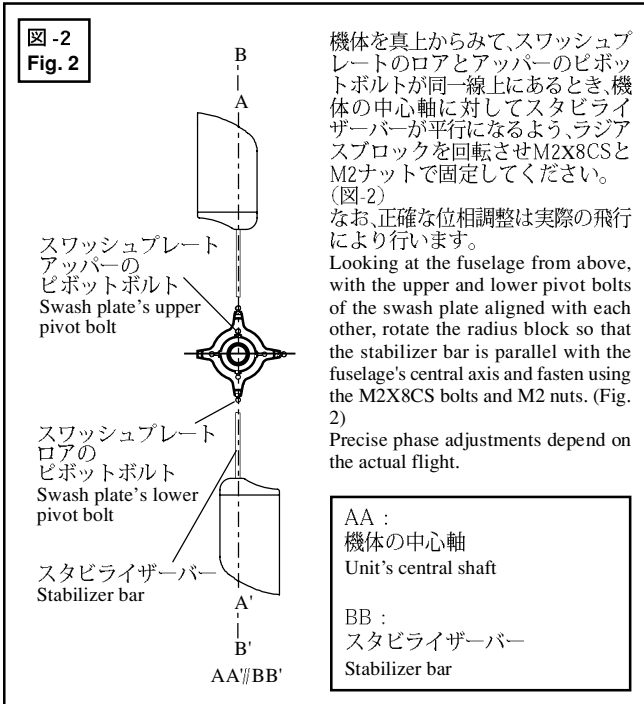 図-2
Fig. 2
B
A
スワッシュプレート
アッパーの
ピボットボルト
Swash plate's upper
pivot bolt
スワッシュプレート
ロアの
ピボットボルト
Swash plate's lower
pivot bolt
スタビライザーバー
Stabilizer bar
A'
B'
AA'//BB'
機体を真上からみて、スワッシュプ
レートのロアとアッパーのピボッ
トボルトが同一線上にあるとき、機
体の中心軸に対してスタビライ
ザーバーが平行になるよう、ラジア
スブロックを回転させM2X8CSと
M2ナットで固定してください。
(図-2)
なお、正確な位相調整は実際の飛行
により行います。
Looking at the fuselage from above,
with the upper and lower pivot bolts
of the swash plate aligned with each
other, rotate the radius block so that
the stabilizer bar is parallel with the
fuselage's central axis and fasten using
the M2X8CS bolts and M2 nuts. (Fig.
2)
Precise phase adjustments depend on
the actual flight.
AA :
機体の中心軸
Unit's central shaft
BB :
スタビライザーバー
Stabilizer bar